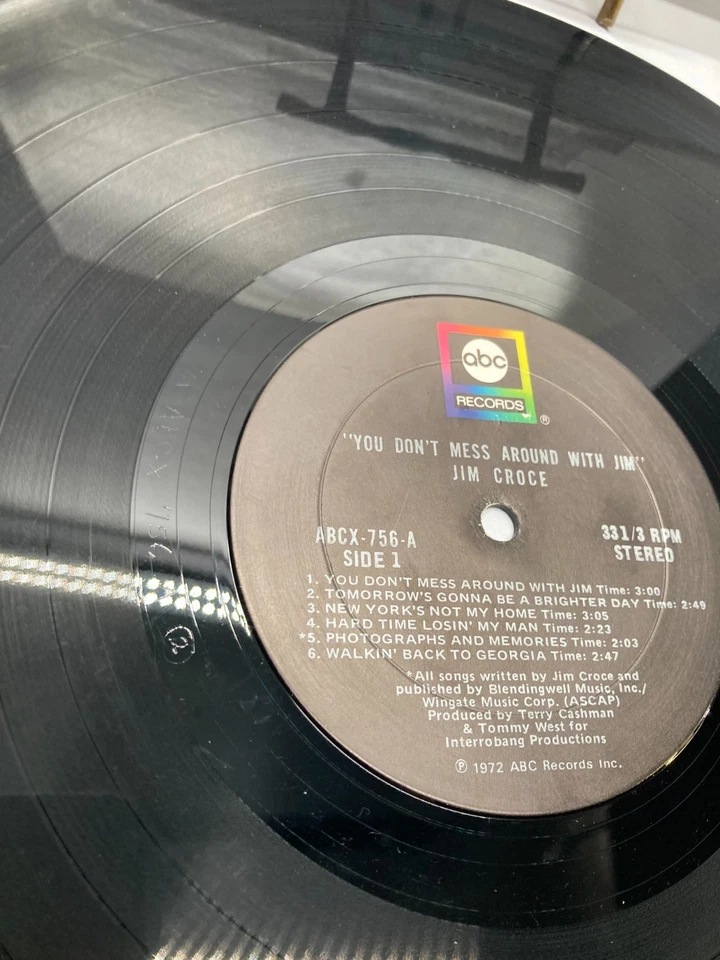 abc
RECORDS
®
"YOU DON'T MESS AROUND WITH JIM"
JIM CROCE
ABCX-756-A
SIDE 1
33 1/3 RPM
STEREO
1. YOU DON'T MESS AROUND WITH JIM Time: 3:00
2. TOMORROW'S GONNA BE A BRIGHTER DAY Time: 2:49
3. NEW YORK'S NOT MY HOME Time: 3:05
4. HARD TIME LOSIN' MY MAN Time: 2:23
*5. PHOTOGRAPHS AND MEMORIES Time: 2:03
6. WALKIN' BACK TO GEORGIA Time: 2:47
*All songs written by Jim Croce and
published by Blendingwell Music, Inc./
Wingate Music Corp. (ASCAP)
Produced by Terry Cashman
& Tommy West for
Interrobang Productions
℗ 1972 ABC Records Inc.